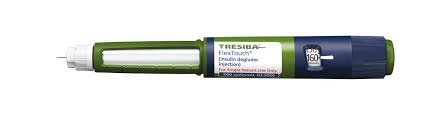 TRESIBA
FlexTouch®
(insulin degludec
injection)
For Single Patient Use Only
160